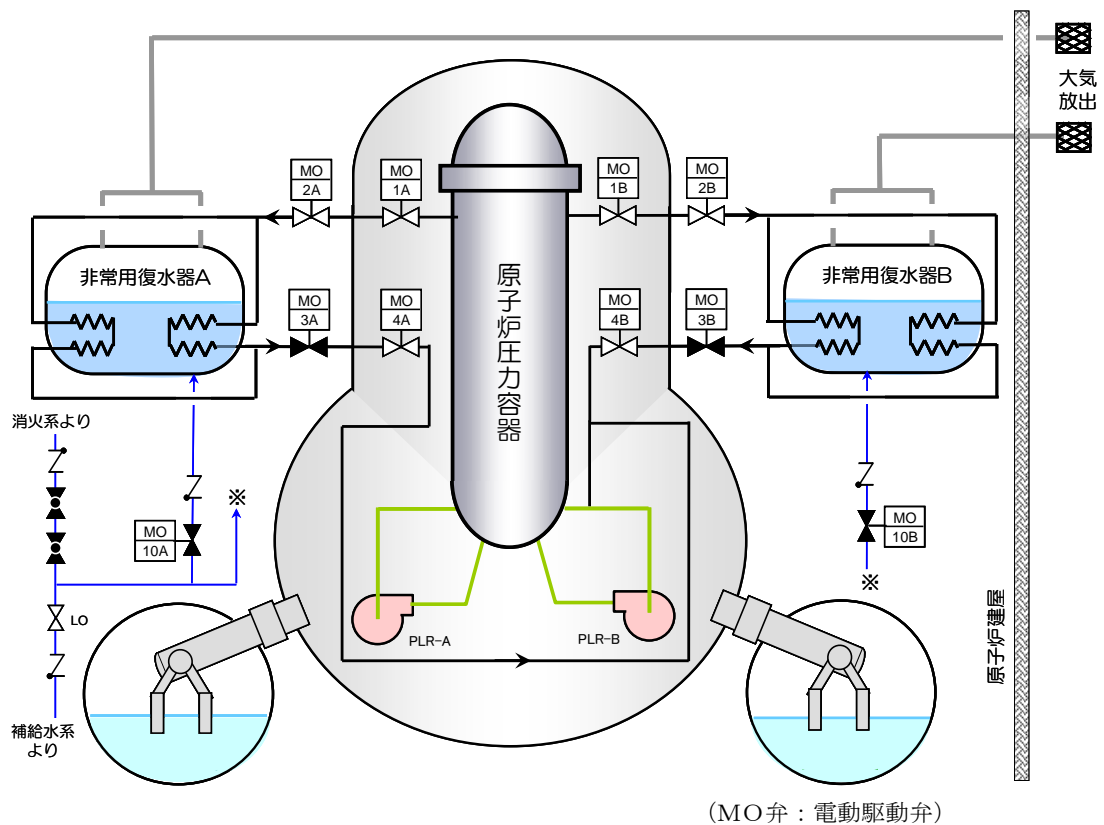 大気
放出
MO
2A
MO
1A
MO
1B
MO
2B
非常用復水器A
原子炉圧力容器
非常用復水器B
MO
3A
MO
4A
MO
4B
MO
3B
消火系より
※
MO
10A
MO
10B
※
LO
PLR-A
PLR-B
原子炉建屋
補給水系
より
(MO弁:電動駆動弁)